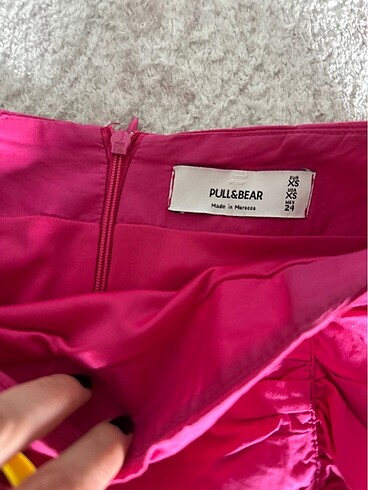 PULL&BEAR
Made in Morocco
EUR
XS
USA
XS
MEX
24